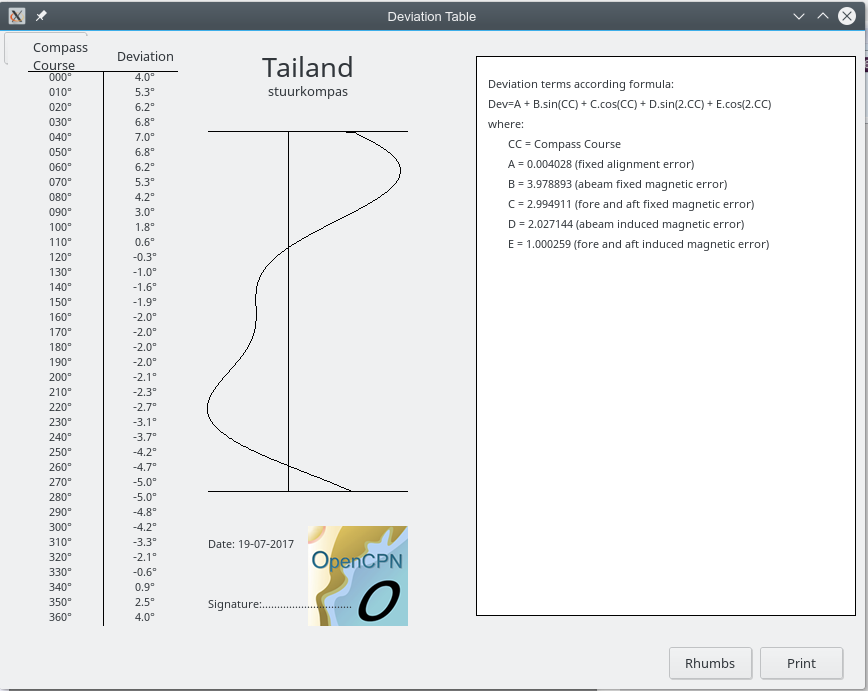 Deviation Table
Compass
Course
Deviation
000° 4.0°
010° 5.3°
020° 6.2°
030° 6.8°
040° 7.0°
050° 6.8°
060° 6.2°
070° 5.3°
080° 4.2°
090° 3.0°
100° 1.8°
110° 0.6°
120° -0.3°
130° -1.0°
140° -1.6°
150° -1.9°
160° -2.0°
170° -2.0°
180° -2.0°
190° -2.0°
200° -2.1°
210° -2.3°
220° -2.7°
230° -3.1°
240° -3.7°
250° -4.2°
260° -4.7°
270° -5.0°
280° -5.0°
290° -4.8°
300° -4.2°
310° -3.3°
320° -2.1°
330° -0.6°
340° 0.9°
350° 2.5°
360° 4.0°
Tailand
stuurkompas
Date: 19-07-2017
OpenCPN
O
Signature:..............................
Deviation terms according formula:
Dev=A + B.sin(CC) + C.cos(CC) + D.sin(2.CC) + E.cos(2.CC)
where:
CC = Compass Course
A = 0.004028 (fixed alignment error)
B = 3.978893 (abeam fixed magnetic error)
C = 2.994911 (fore and aft fixed magnetic error)
D = 2.027144 (abeam induced magnetic error)
E = 1.000259 (fore and aft induced magnetic error)
Rhumbs
Print